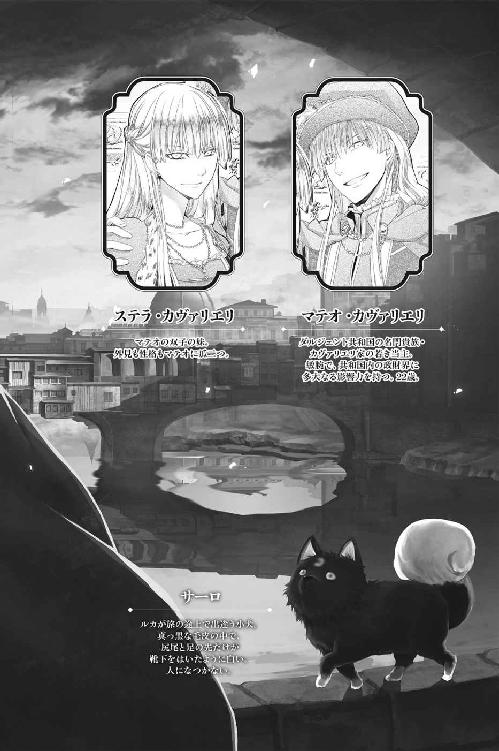 マテオ・カヴァリエリ
ダルジェント共和国の名門貴族・
カヴァリエリ家の若き当主。
敏腕で、共和国内の政財界に
多大なる影響力を持つ。22歳。
ステラ・カヴァリエリ
マテオの双子の妹。
外見も性格もマテオに瓜二つ。
サーロ
ルカが旅の途上で出逢う小犬。
真っ黒な毛皮の中で、
尻尾と足の先だけが
靴下をはいたように白い。
人になつかない。